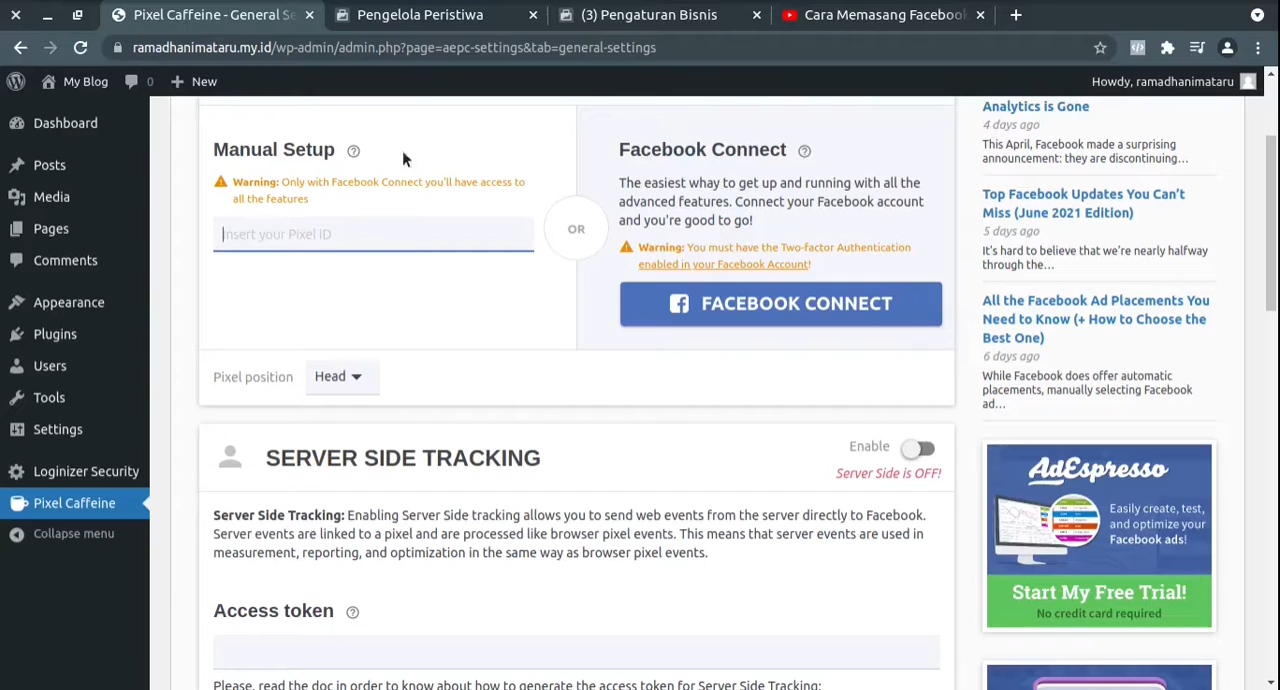 Pixel Caffeine - General Se
Pengelola Peristiwa
(3) Pengaturan Bisnis
Cara Memasang Facebook
ramadhanimataru.my.id/wp-admin/admin.php?page=aepc-settings&tab=general-settings
My Blog
0
New
Howdy, ramadhanimataru
Dashboard
Posts
Media
Pages
Comments
Appearance
Plugins
Users
Tools
Settings
Loginizer Security
Pixel Caffeine
Collapse menu
Manual Setup
Warning: Only with Facebook Connect you'll have access to
all the features
Insert your Pixel ID
OR
Facebook Connect
The easiest whay to get up and running with all the
advanced features. Connect your Facebook account
and you're good to go!
Warning: You must have the Two-factor Authentication
enabled in your Facebook Account!
FACEBOOK CONNECT
Pixel position
Head
SERVER SIDE TRACKING
Enable
Server Side is OFF!
Server Side Tracking: Enabling Server Side tracking allows you to send web events from the server directly to Facebook.
Server events are linked to a pixel and are processed like browser pixel events. This means that server events are used in
measurement, reporting, and optimization in the same way as browser pixel events.
Access token
Please, read the doc in order to know about how to generate the access token for Server Side Tracking:
Analytics is Gone
4 days ago
This April, Facebook made a surprising
announcement: they are discontinuing…
Top Facebook Updates You Can't
Miss (June 2021 Edition)
5 days ago
It's hard to believe that we're nearly halfway
through the…
All the Facebook Ad Placements You
Need to Know (+ How to Choose the
Best One)
6 days ago
While Facebook does offer automatic
placements, manually selecting Facebook
ad…
AdEspresso
Easily create, test,
and optimize your
Facebook ads!
Start My Free Trial!
No credit card required